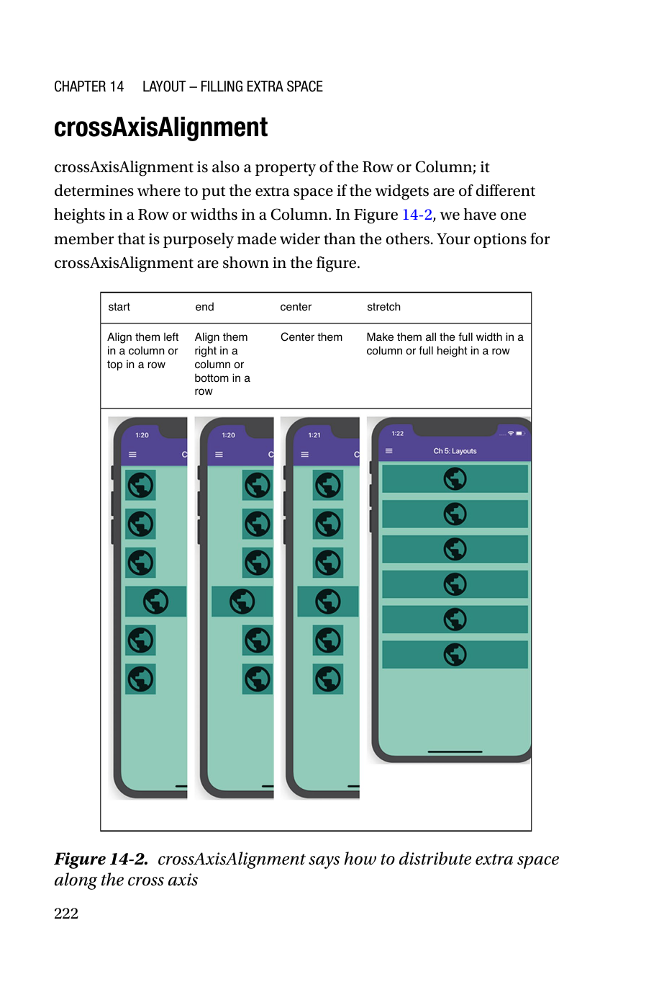 CHAPTER 14 LAYOUT – FILLING EXTRA SPACE
crossAxisAlignment
crossAxisAlignment is also a property of the Row or Column; it
determines where to put the extra space if the widgets are of different
heights in a Row or widths in a Column. In Figure 14-2, we have one
member that is purposely made wider than the others. Your options for
crossAxisAlignment are shown in the figure.
start end center stretch
Align them left
in a column or
top in a row
Align them
right in a
column or
bottom in a
row
Center them
Make them all the full width in a
column or full height in a row
1:20
C
1:20
C
1:21
C
1:22
Ch 5: Layouts
Figure 14-2. crossAxisAlignment says how to distribute extra space
along the cross axis
222